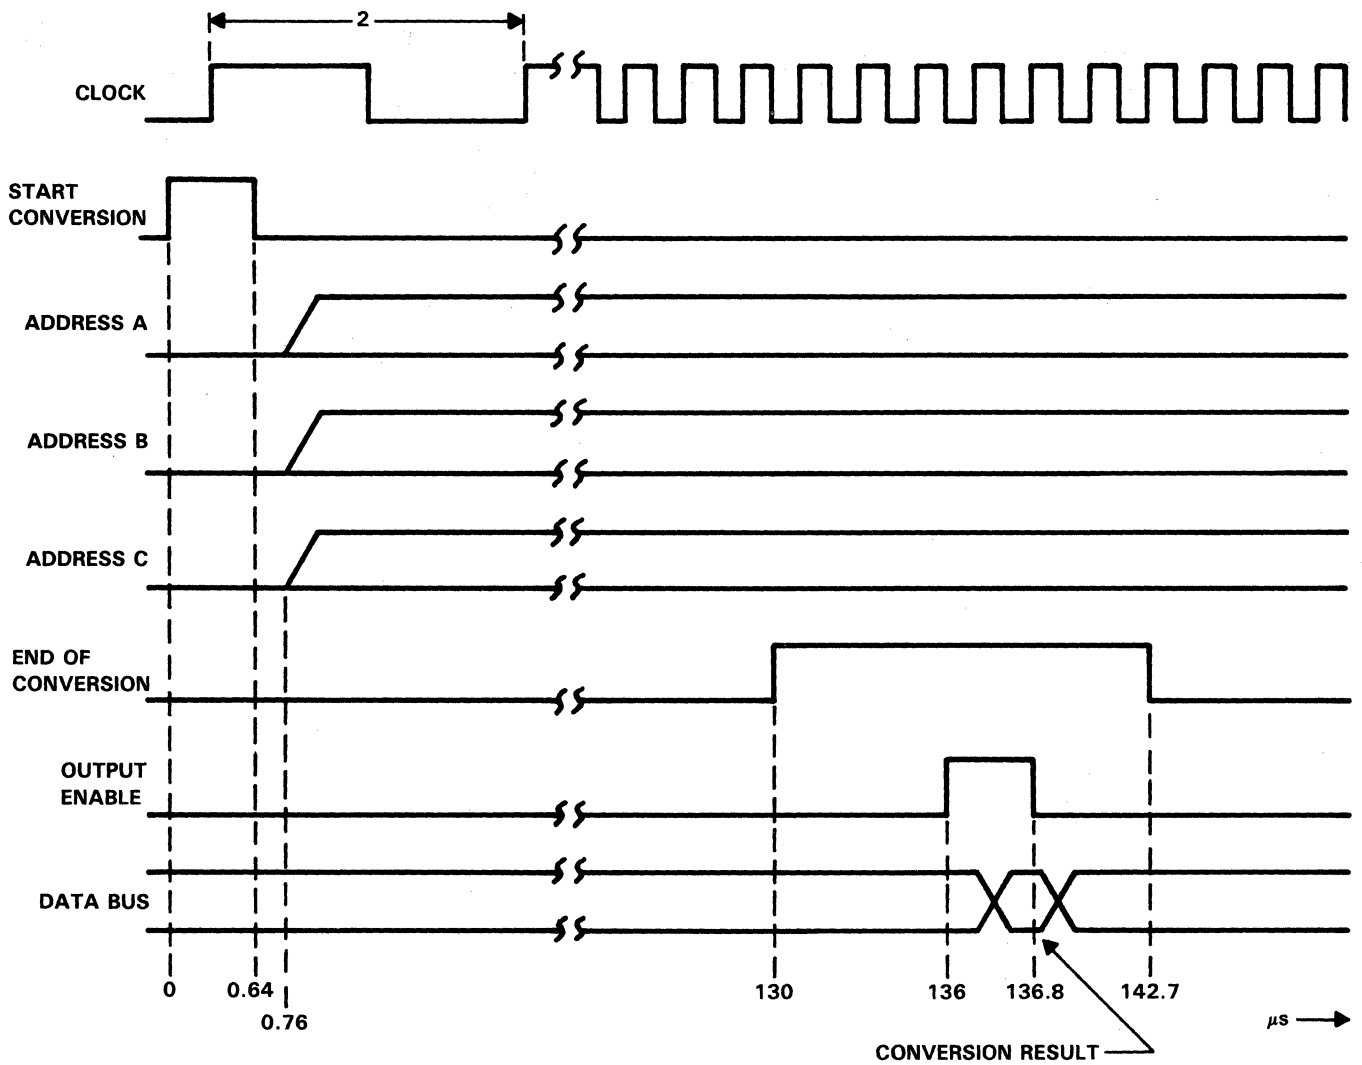 2
CLOCK
START
CONVERSION
ADDRESS A
ADDRESS B
ADDRESS C
END OF
CONVERSION
OUTPUT
ENABLE
DATA BUS
0
0.64
130
136
136.8
142.7
0.76
μs
CONVERSION RESULT